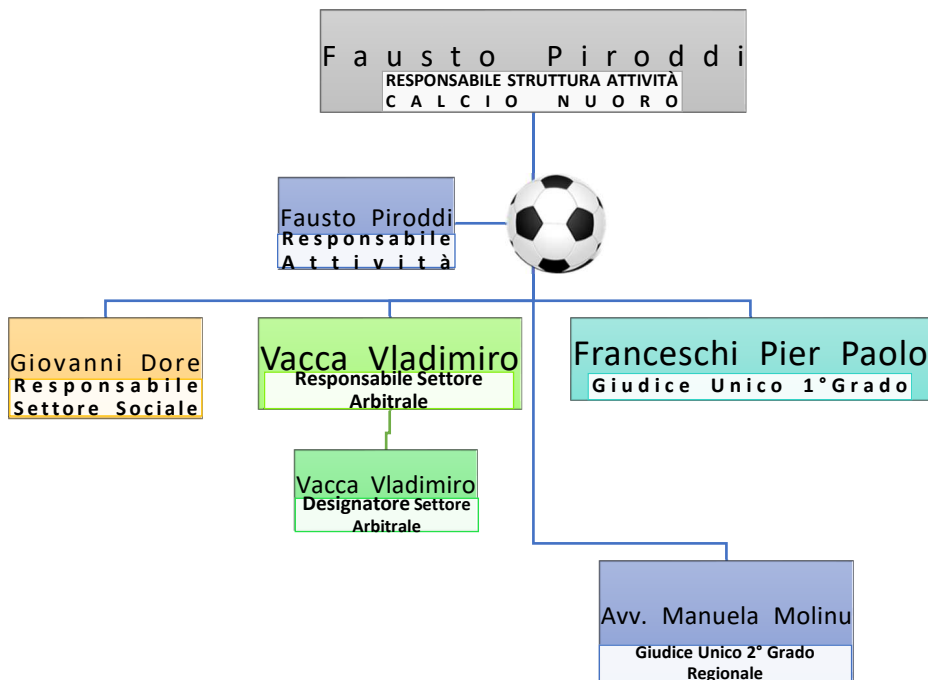 Fausto Piroddi
RESPONSABILE STRUTTURA ATTIVITÀ
CALCIO NUORO
Fausto Piroddi
Responsabile
Attività
Giovanni Dore
Responsabile
Settore Sociale
Vacca Vladimiro
Responsabile Settore
Arbitrale
Franceschi Pier Paolo
Giudice Unico 1°Grado
Vacca Vladimiro
Designatore Settore
Arbitrale
Avv. Manuela Molinu
Giudice Unico 2° Grado
Regionale